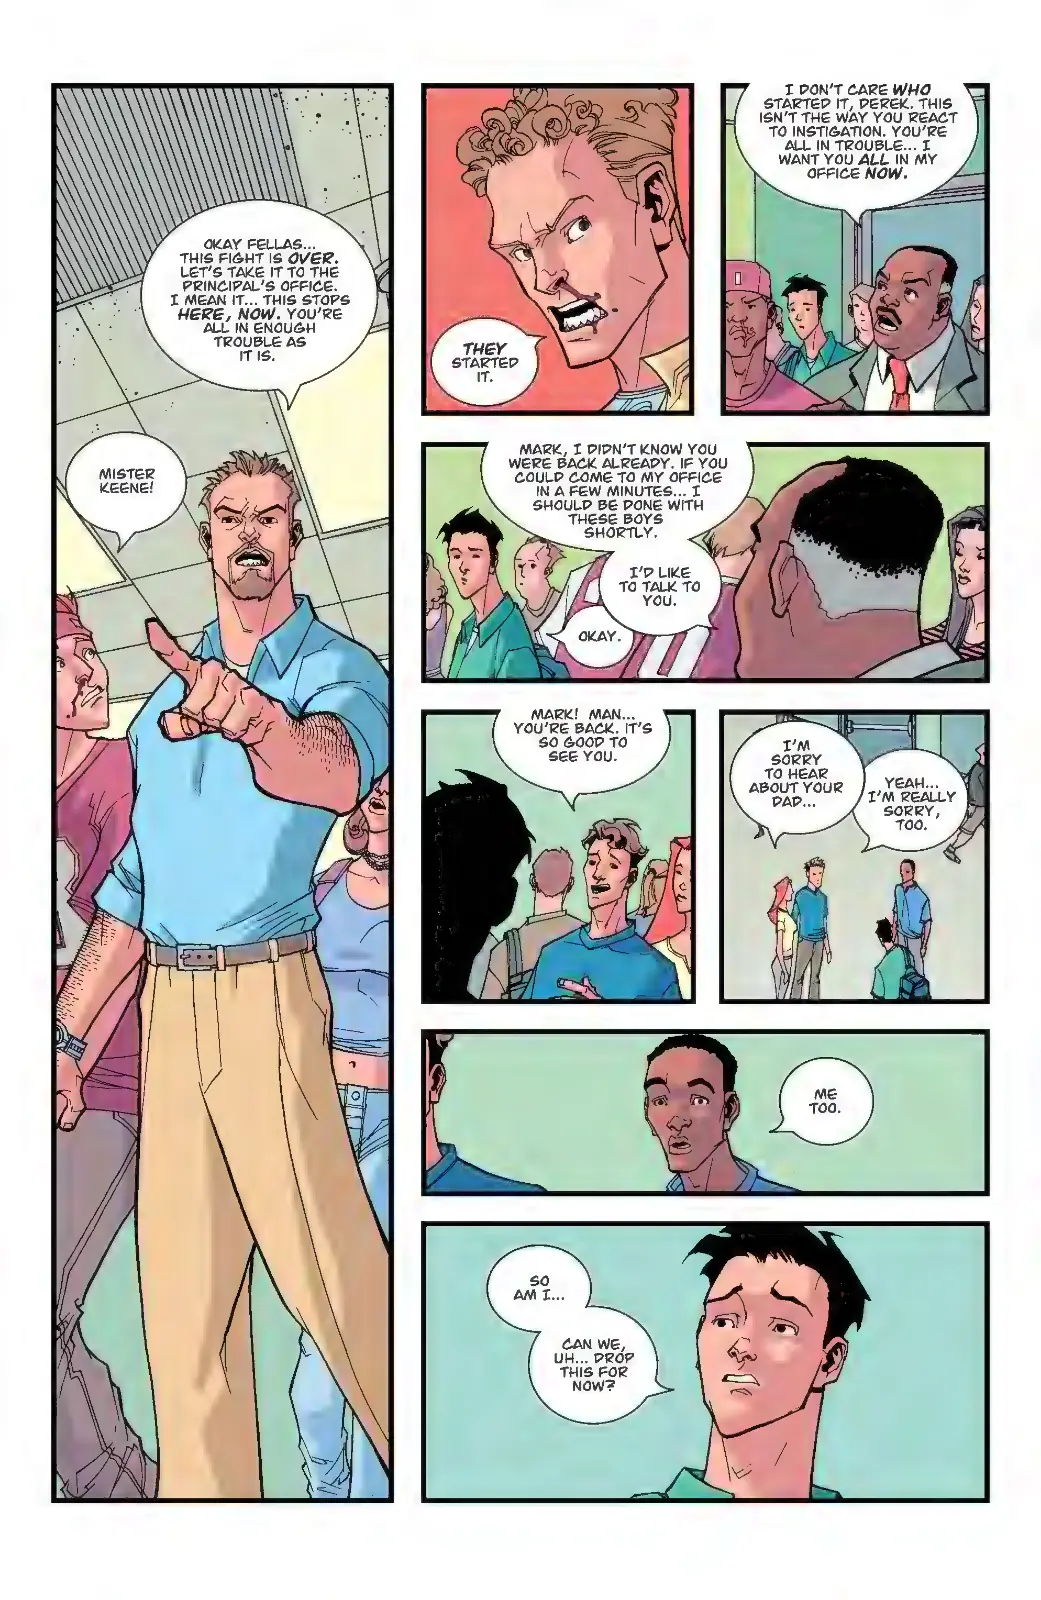 OKAY FELLAS...
THIS FIGHT IS OVER.
LET'S TAKE IT TO THE
PRINCIPAL'S OFFICE.
I MEAN IT... THIS STOPS
HERE, NOW. YOU'RE
ALL IN ENOUGH
TROUBLE AS
IT IS.
MISTER
KEENE!
THEY
STARTED
IT.
I DON'T CARE WHO
STARTED IT, DEREK. THIS
ISN'T THE WAY YOU REACT
TO INSTIGATION. YOU'RE
ALL IN TROUBLE... I
WANT YOU ALL IN MY
OFFICE NOW.
MARK, I DIDN'T KNOW YOU
WERE BACK ALREADY. IF YOU
COULD COME TO MY OFFICE
IN A FEW MINUTES... I
SHOULD BE DONE WITH
THESE BOYS
SHORTLY.
I'D LIKE
TO TALK TO
YOU.
OKAY.
MARK! MAN...
YOU'RE BACK. IT'S
SO GOOD TO
SEE YOU.
I'M
SORRY
TO HEAR
ABOUT YOUR
DAD...
YEAH...
I'M REALLY
SORRY,
TOO.
ME
TOO.
SO
AM I...
CAN WE,
UH... DROP
THIS FOR
NOW?